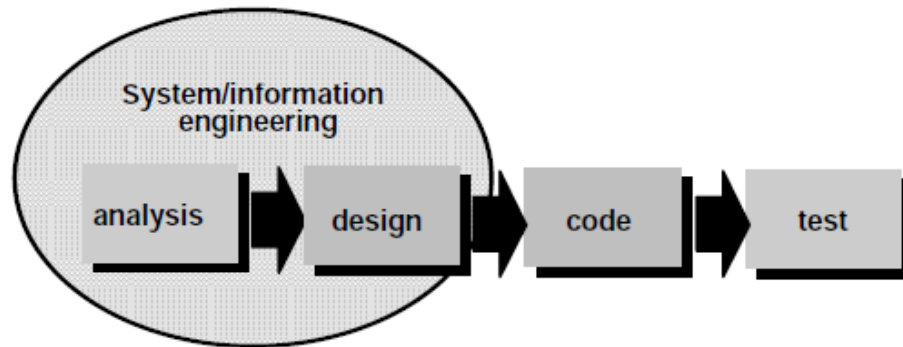 System/information
engineering
analysis
design
code
test